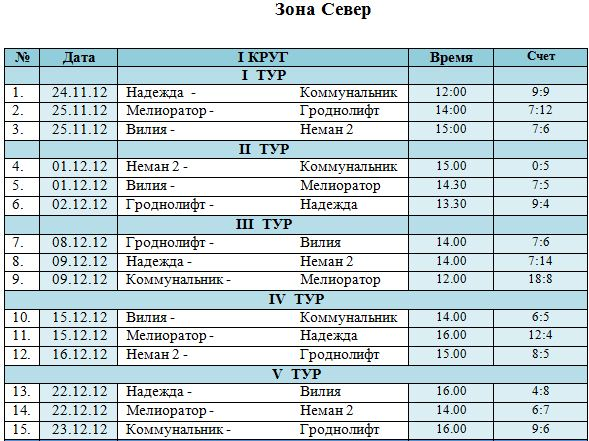 Зона Север
№ Дата I КРУГ Время Счет
I ТУР
1. 24.11.12 Надежда - Коммунальник 12:00 9:9
2. 25.11.12 Мелиоратор - Гроднолифт 14:00 7:12
3. 25.11.12 Вилия - Неман 2 15:00 7:6
II ТУР
4. 01.12.12 Неман 2 - Коммунальник 15.00 0:5
5. 01.12.12 Вилия - Мелиоратор 14.30 7:5
6. 02.12.12 Гроднолифт - Надежда 13.30 9:4
III ТУР
7. 08.12.12 Гроднолифт - Вилия 14.00 7:6
8. 09.12.12 Надежда - Неман 2 14.00 7:14
9. 09.12.12 Коммунальник - Мелиоратор 12.00 18:8
IV ТУР
10. 15.12.12 Вилия - Коммунальник 14.00 6:5
11. 15.12.12 Мелиоратор - Надежда 16.00 12:4
12. 16.12.12 Неман 2 - Гроднолифт 15.00 8:5
V ТУР
13. 22.12.12 Надежда - Вилия 16.00 4:8
14. 22.12.12 Мелиоратор - Неман 2 14.00 6:7
15. 23.12.12 Коммунальник - Гроднолифт 16.00 9:6